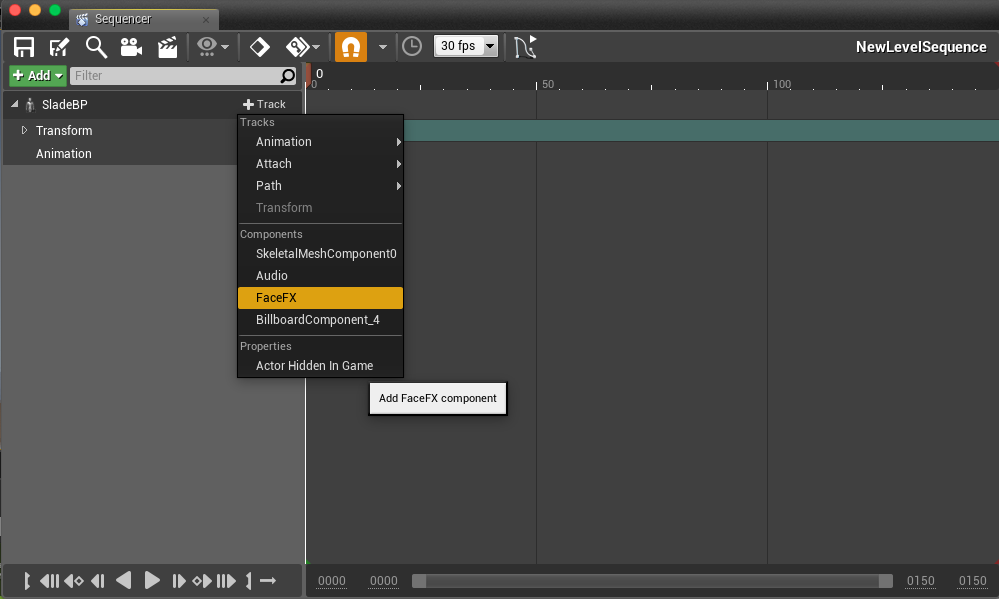 Sequencer
30 fps
NewLevelSequence
Add
Filter
0
0
50
100
SladeBP
Track
Transform
Animation
Tracks
Animation
Attach
Path
Transform
Components
SkeletalMeshComponent0
Audio
FaceFX
BillboardComponent_4
Properties
Actor Hidden In Game
Add FaceFX component
0000
0000
0150
0150